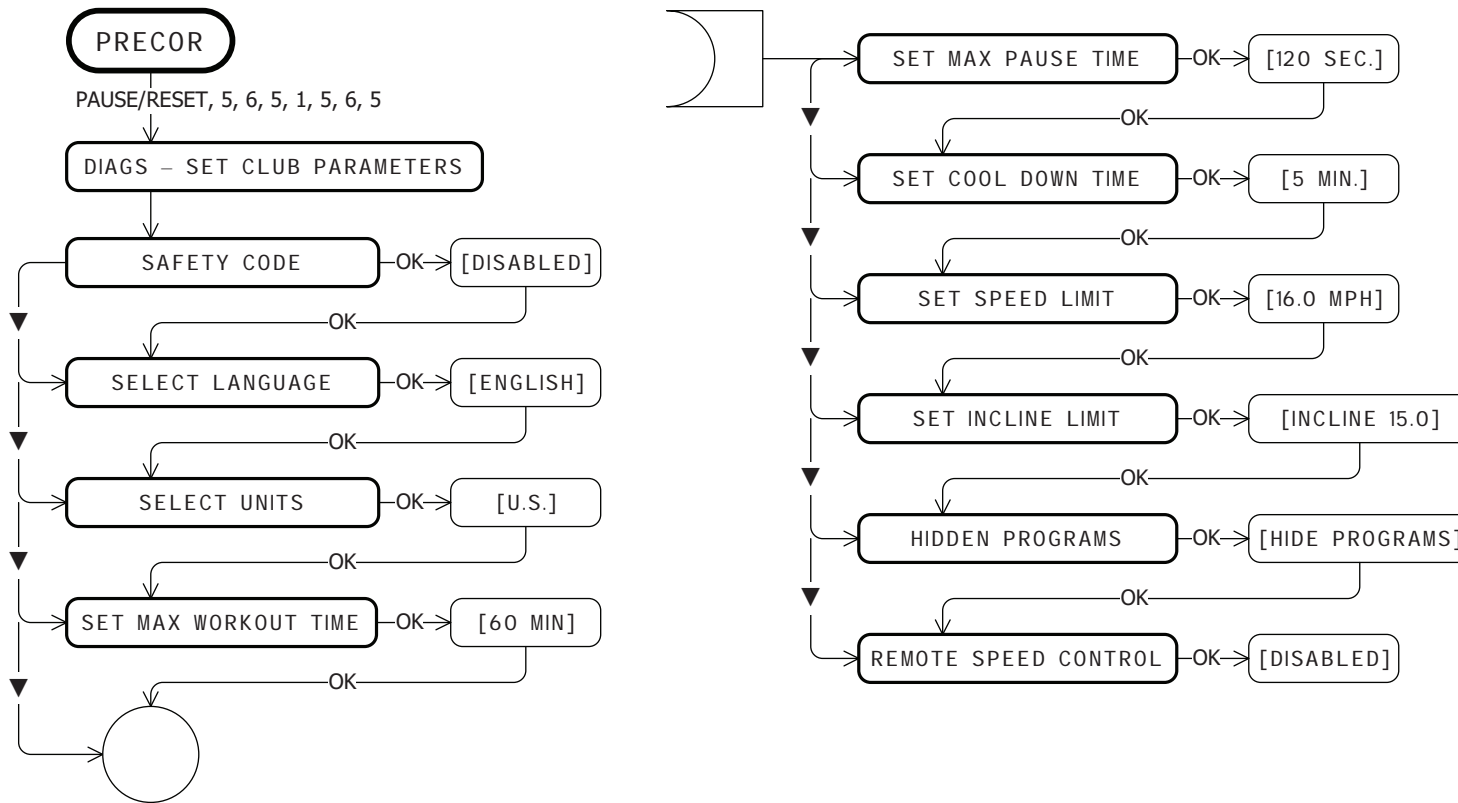 PRECOR
PAUSE/RESET, 5, 6, 5, 1, 5, 6, 5
DIAGS – SET CLUB PARAMETERS
SAFETY CODE
OK
[DISABLED]
OK
SELECT LANGUAGE
OK
[ENGLISH]
OK
SELECT UNITS
OK
[U.S.]
OK
SET MAX WORKOUT TIME
OK
[60 MIN]
OK
SET MAX PAUSE TIME
OK
[120 SEC.]
OK
SET COOL DOWN TIME
OK
[5 MIN.]
OK
SET SPEED LIMIT
OK
[16.0 MPH]
OK
SET INCLINE LIMIT
OK
[INCLINE 15.0]
OK
HIDDEN PROGRAMS
OK
[HIDE PROGRAMS]
OK
REMOTE SPEED CONTROL
OK
[DISABLED]